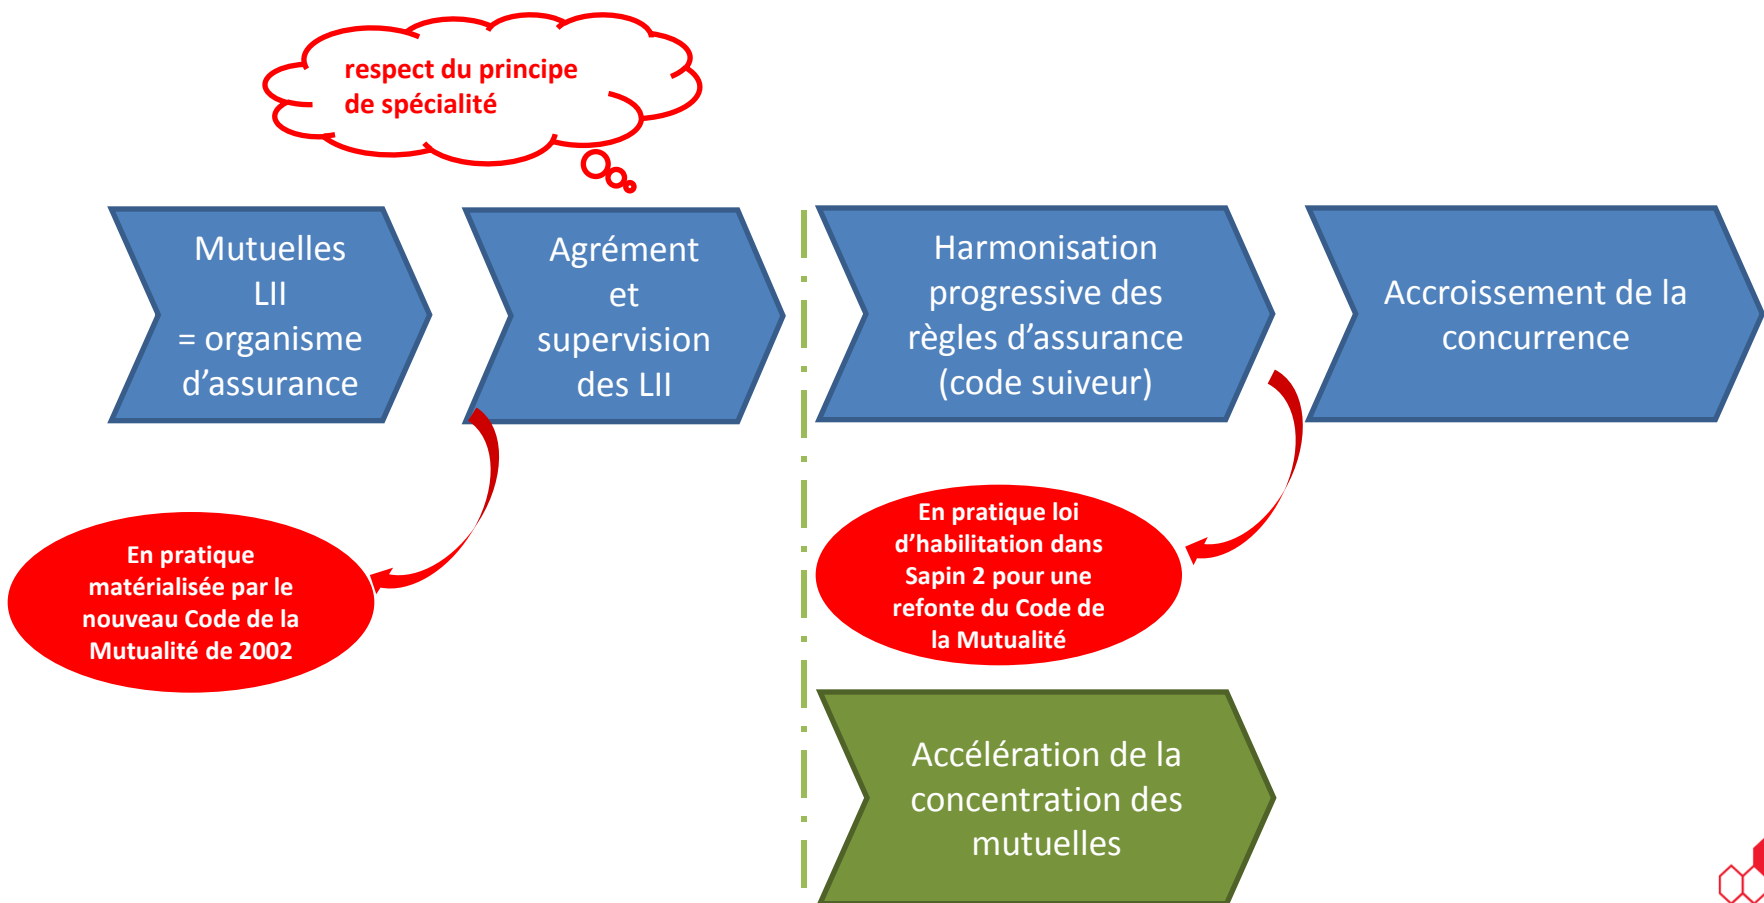 respect du principe
de spécialité
Mutuelles
LII
= organisme
d’assurance
Agrément
et
supervision
des LII
Harmonisation
progressive des
règles d’assurance
(code suiveur)
Accroissement de la
concurrence
En pratique
matérialisée par le
nouveau Code de la
Mutualité de 2002
En pratique loi
d’habilitation dans
Sapin 2 pour une
refonte du Code de
la Mutualité
Accélération de la
concentration des
mutuelles